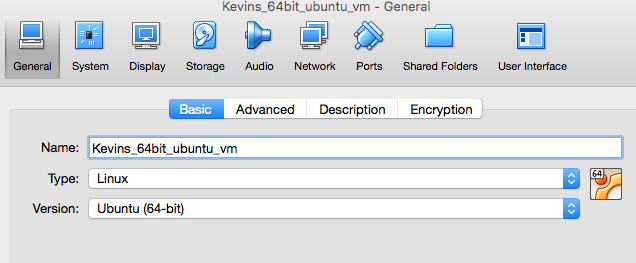 Kevins_64bit_ubuntu_vm - General
General System Display Storage Audio Network Ports Shared Folders User Interface
Basic Advanced Description Encryption
Name: Kevins_64bit_ubuntu_vm
Type: Linux 64
Version: Ubuntu (64-bit)